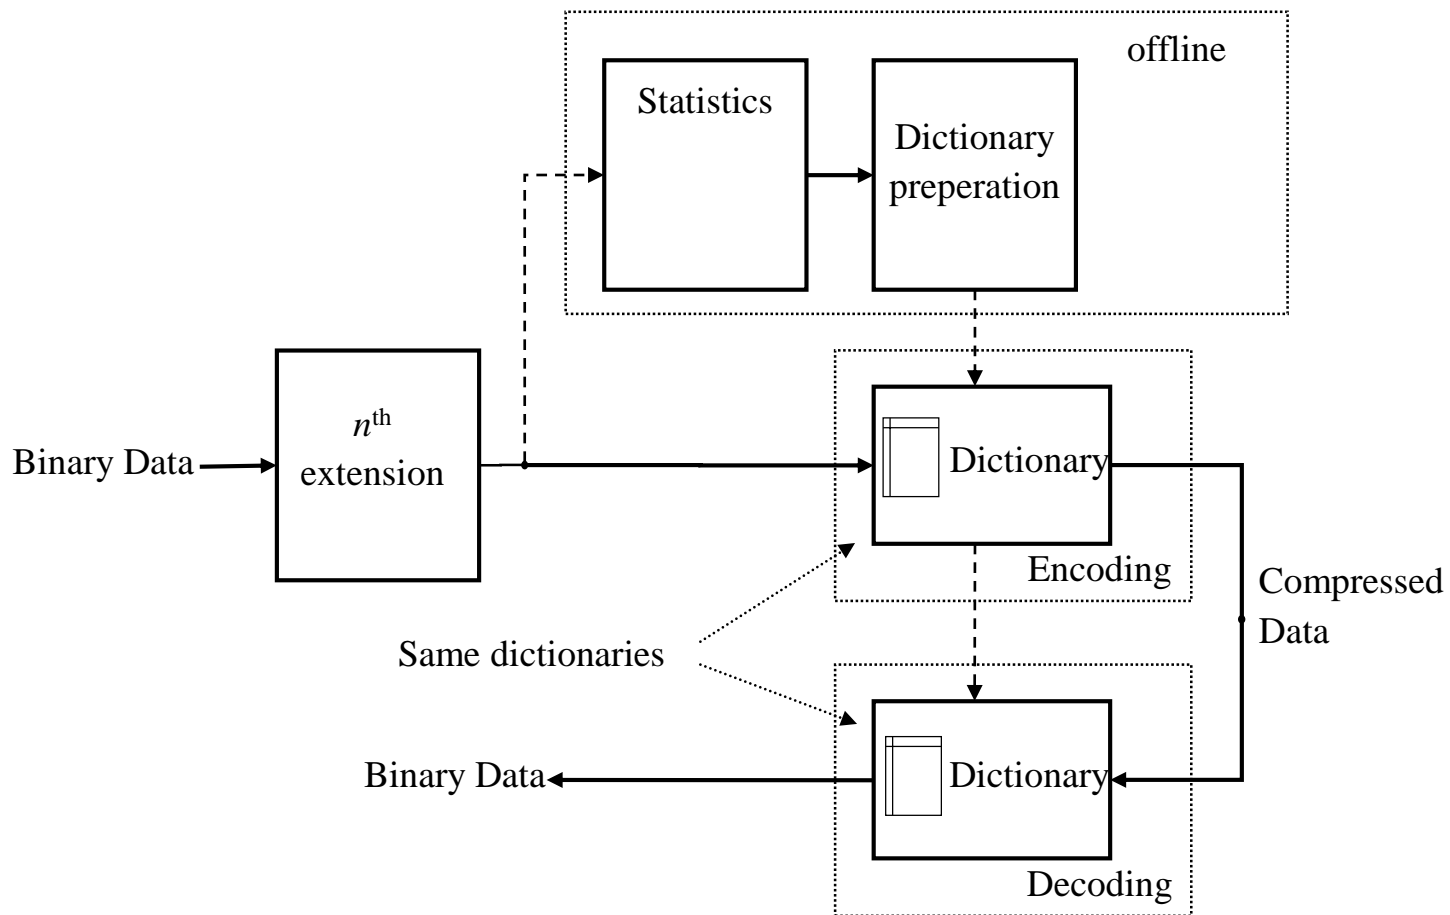 offline
Statistics
Dictionary
preperation
nth
extension
Binary Data
Dictionary
Encoding
Compressed
Data
Same dictionaries
Binary Data
Dictionary
Decoding